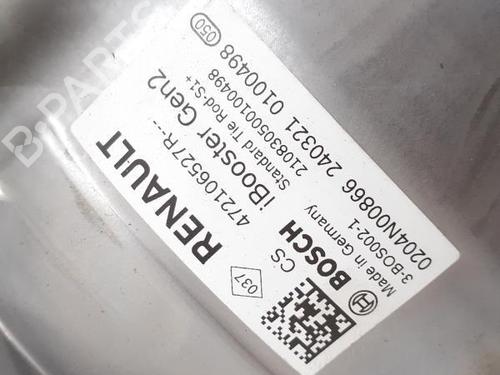 RENAULT
472106527R---
iBooster Gen2
Standard Tie Rod-S1+
210830500100498
037
CS
BOSCH
Made in Germany
3-BOS002-1
0204N00866 240321 0100498 050
B-PARTS